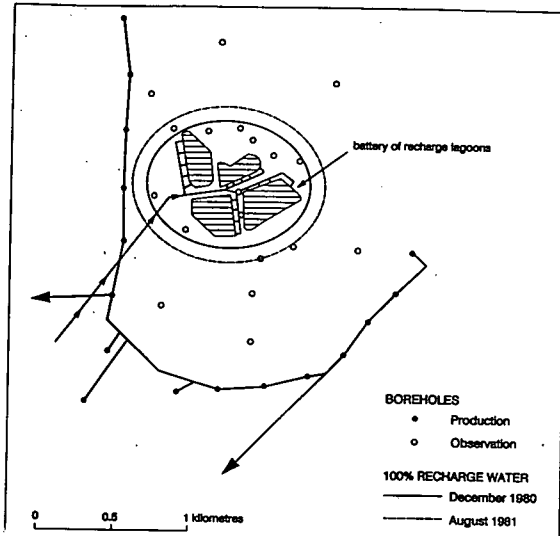 battery of recharge lagoons
BOREHOLES
Production
Observation
100% RECHARGE WATER
December 1980
August 1981
0 0.5 1 kilometres